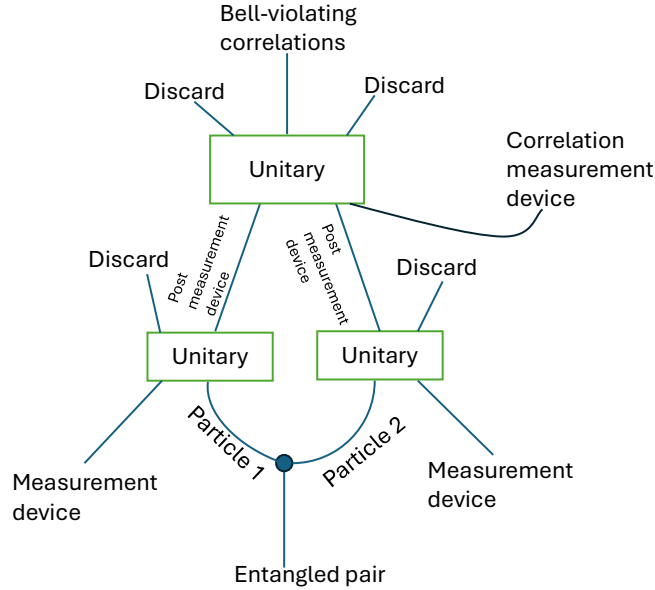 Bell-violating
correlations
Discard
Discard
Unitary
Correlation
measurement
device
Post
measurement
device
Post
measurement
device
Discard
Discard
Unitary
Unitary
Particle 1
Particle 2
Measurement
device
Measurement
device
Entangled pair